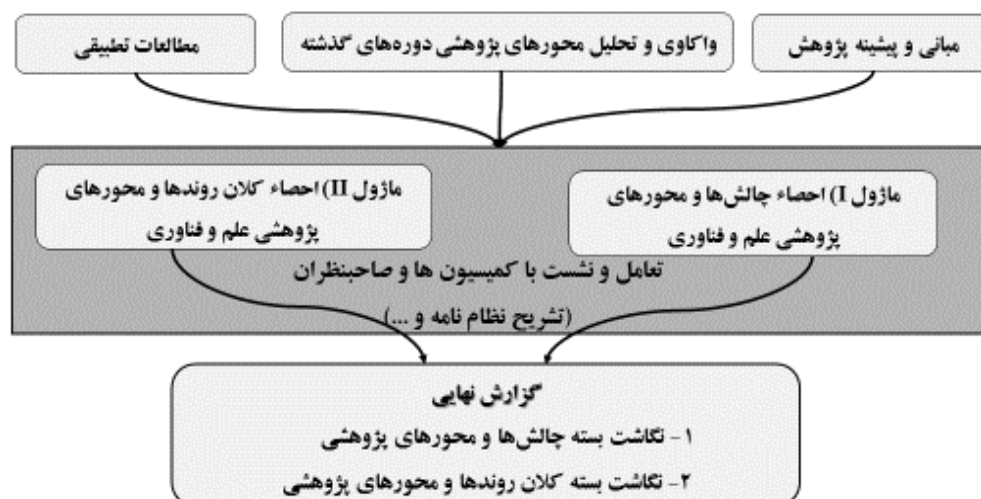 مبانی و پیشینه پژوهش
واکاوی و تحلیل محورهای پژوهشی دوره‌های گذشته
مطالعات تطبیقی
ماژول I) احصاء چالش‌ها و محورهای
پژوهشی علم و فناوری
ماژول II) احصاء کلان روندها و محورهای
پژوهشی علم و فناوری
تعامل و نشست با کمیسیون ها و صاحبنظران
(تشریح نظام نامه و ...)
گزارش نهایی
۱- نگاشت بسته چالش‌ها و محورهای پژوهشی
۲- نگاشت بسته کلان روندها و محورهای پژوهشی